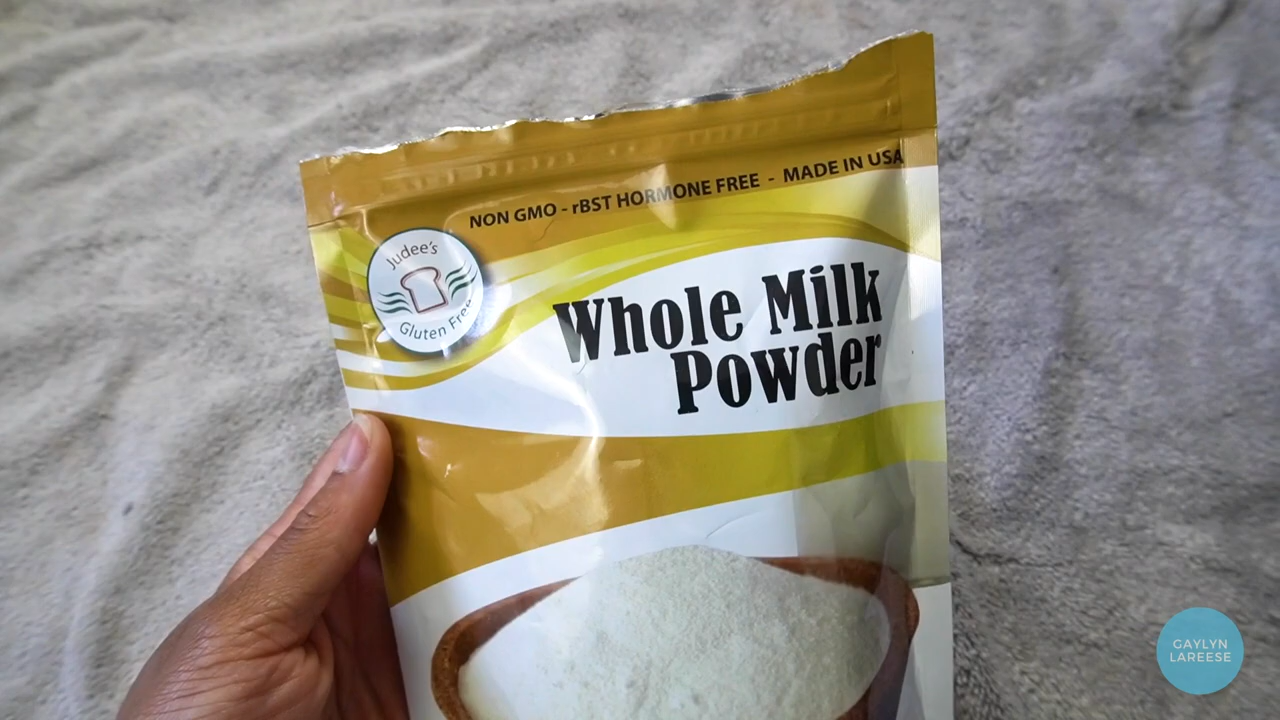 NON GMO - rBST HORMONE FREE - MADE IN USA
Judee's
Gluten Free
Whole Milk
Powder
GAYLYN
LAREESE